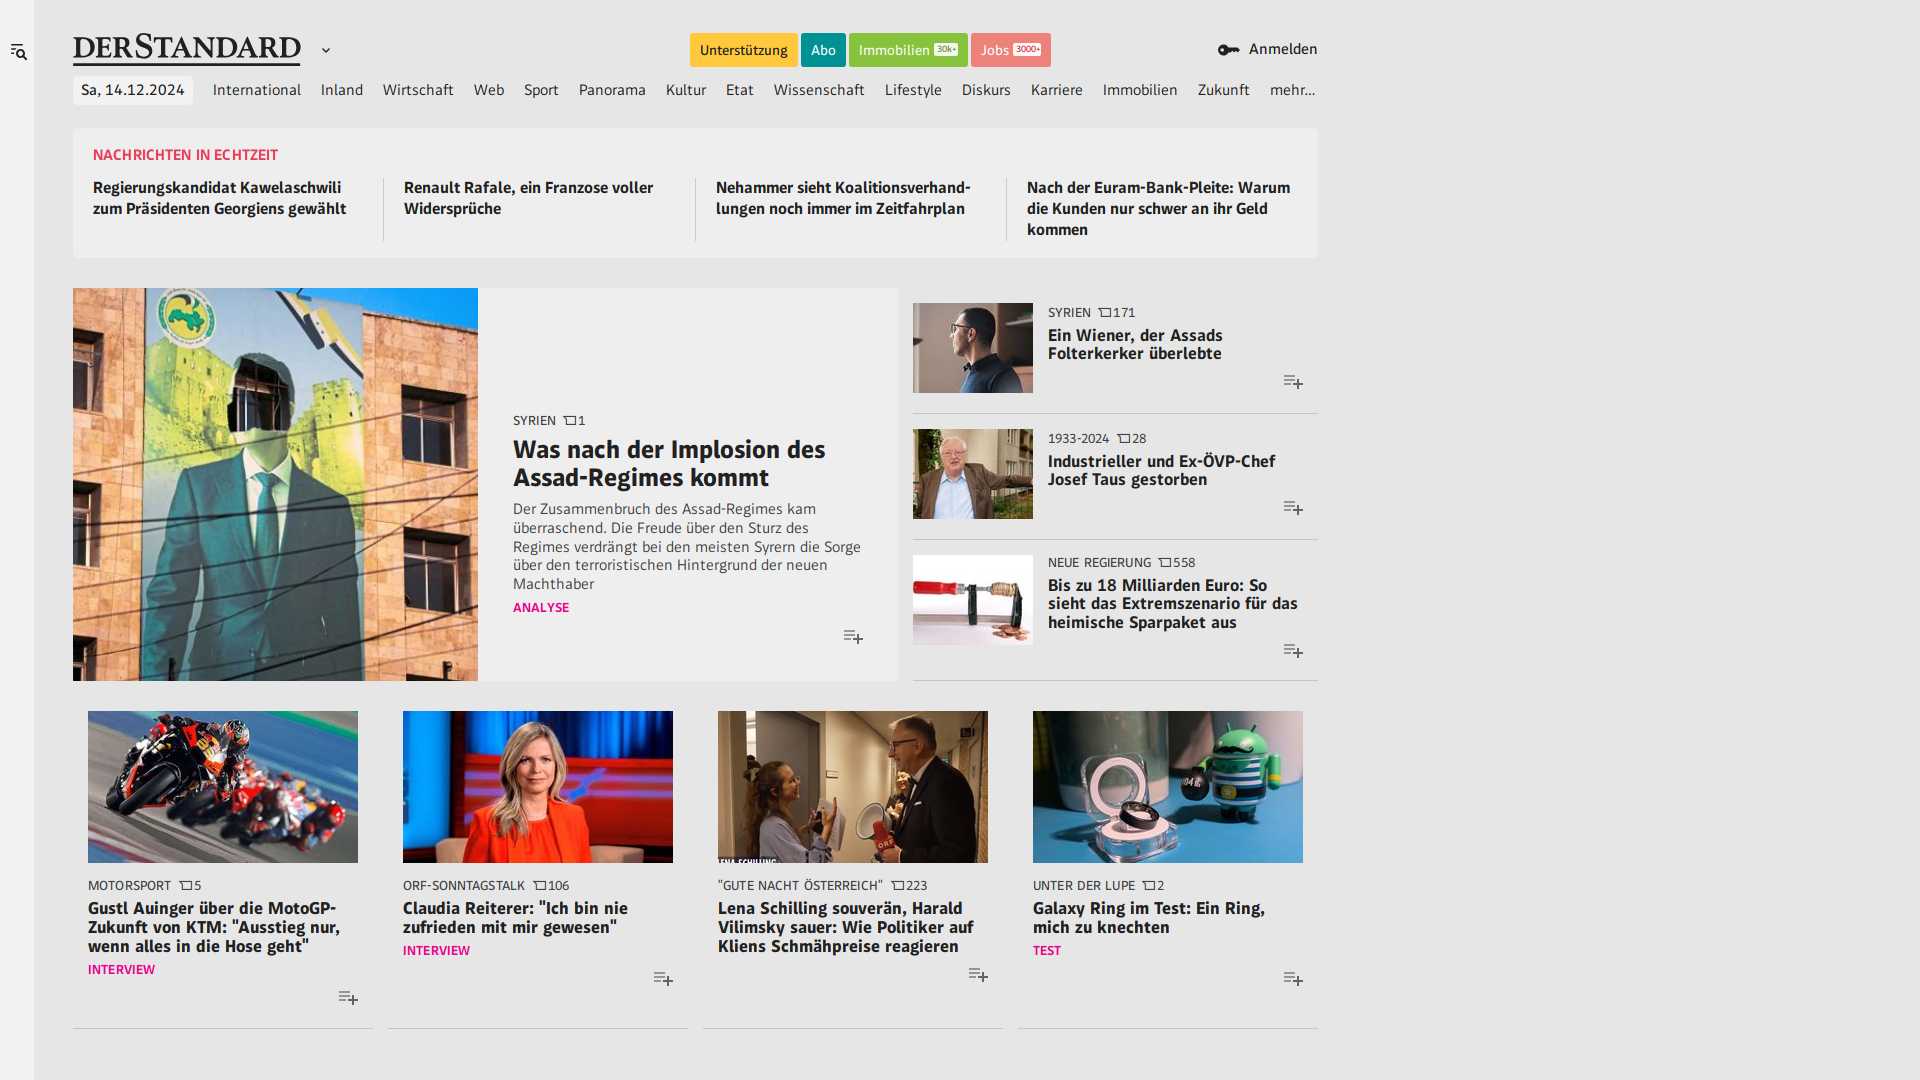 DERSTANDARD
Unterstützung
Abo
Immobilien 30k+
Jobs 3000+
Anmelden
Sa, 14.12.2024
International
Inland
Wirtschaft
Web
Sport
Panorama
Kultur
Etat
Wissenschaft
Lifestyle
Diskurs
Karriere
Immobilien
Zukunft
mehr...
NACHRICHTEN IN ECHTZEIT
Regierungskandidat Kawelaschwili
zum Präsidenten Georgiens gewählt
Renault Rafale, ein Franzose voller
Widersprüche
Nehammer sieht Koalitionsverhand-
lungen noch immer im Zeitfahrplan
Nach der Euram-Bank-Pleite: Warum
die Kunden nur schwer an ihr Geld
kommen
SYRIEN 1
Was nach der Implosion des
Assad-Regimes kommt
Der Zusammenbruch des Assad-Regimes kam
überraschend. Die Freude über den Sturz des
Regimes verdrängt bei den meisten Syrern die Sorge
über den terroristischen Hintergrund der neuen
Machthaber
ANALYSE
SYRIEN 171
Ein Wiener, der Assads
Folterkerker überlebte
1933-2024 28
Industrieller und Ex-ÖVP-Chef
Josef Taus gestorben
NEUE REGIERUNG 558
Bis zu 18 Milliarden Euro: So
sieht das Extremszenario für das
heimische Sparpaket aus
MOTORSPORT 5
Gustl Auinger über die MotoGP-
Zukunft von KTM: "Ausstieg nur,
wenn alles in die Hose geht"
INTERVIEW
ORF-SONNTAGSTALK 106
Claudia Reiterer: "Ich bin nie
zufrieden mit mir gewesen"
INTERVIEW
ORF
LENA SCHILLING
"GUTE NACHT ÖSTERREICH" 223
Lena Schilling souverän, Harald
Vilimsky sauer: Wie Politiker auf
Kliens Schmähpreise reagieren
UNTER DER LUPE 2
Galaxy Ring im Test: Ein Ring,
mich zu knechten
TEST